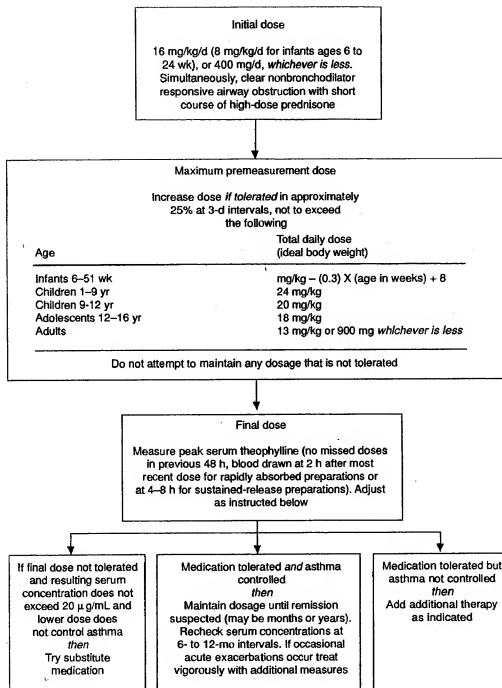 Initial dose
16 mg/kg/d (8 mg/kg/d for infants ages 6 to
24 wk), or 400 mg/d, whichever is less.
Simultaneously, clear nonbronchodilator
responsive airway obstruction with short
course of high-dose prednisone
Maximum premeasurement dose
Increase dose if tolerated in approximately
25% at 3-d intervals, not to exceed
the following
Total daily dose
Age (ideal body weight)
Infants 6–51 wk mg/kg – (0.3) X (age in weeks) + 8
Children 1–9 yr 24 mg/kg
Children 9-12 yr 20 mg/kg
Adolescents 12–16 yr 18 mg/kg
Adults 13 mg/kg or 900 mg whichever is less
Do not attempt to maintain any dosage that is not tolerated
Final dose
Measure peak serum theophylline (no missed doses
in previous 48 h, blood drawn at 2 h after most
recent dose for rapidly absorbed preparations or
at 4–8 h for sustained-release preparations). Adjust
as instructed below
If final dose not tolerated
and resulting serum
concentration does not
exceed 20 µg/mL and
lower dose does
not control asthma
then
Try substitute
medication
Medication tolerated and asthma
controlled
then
Maintain dosage until remission
suspected (may be months or years).
Recheck serum concentrations at
6- to 12-mo intervals. If occasional
acute exacerbations occur treat
vigorously with additional measures
Medication tolerated but
asthma not controlled
then
Add additional therapy
as indicated